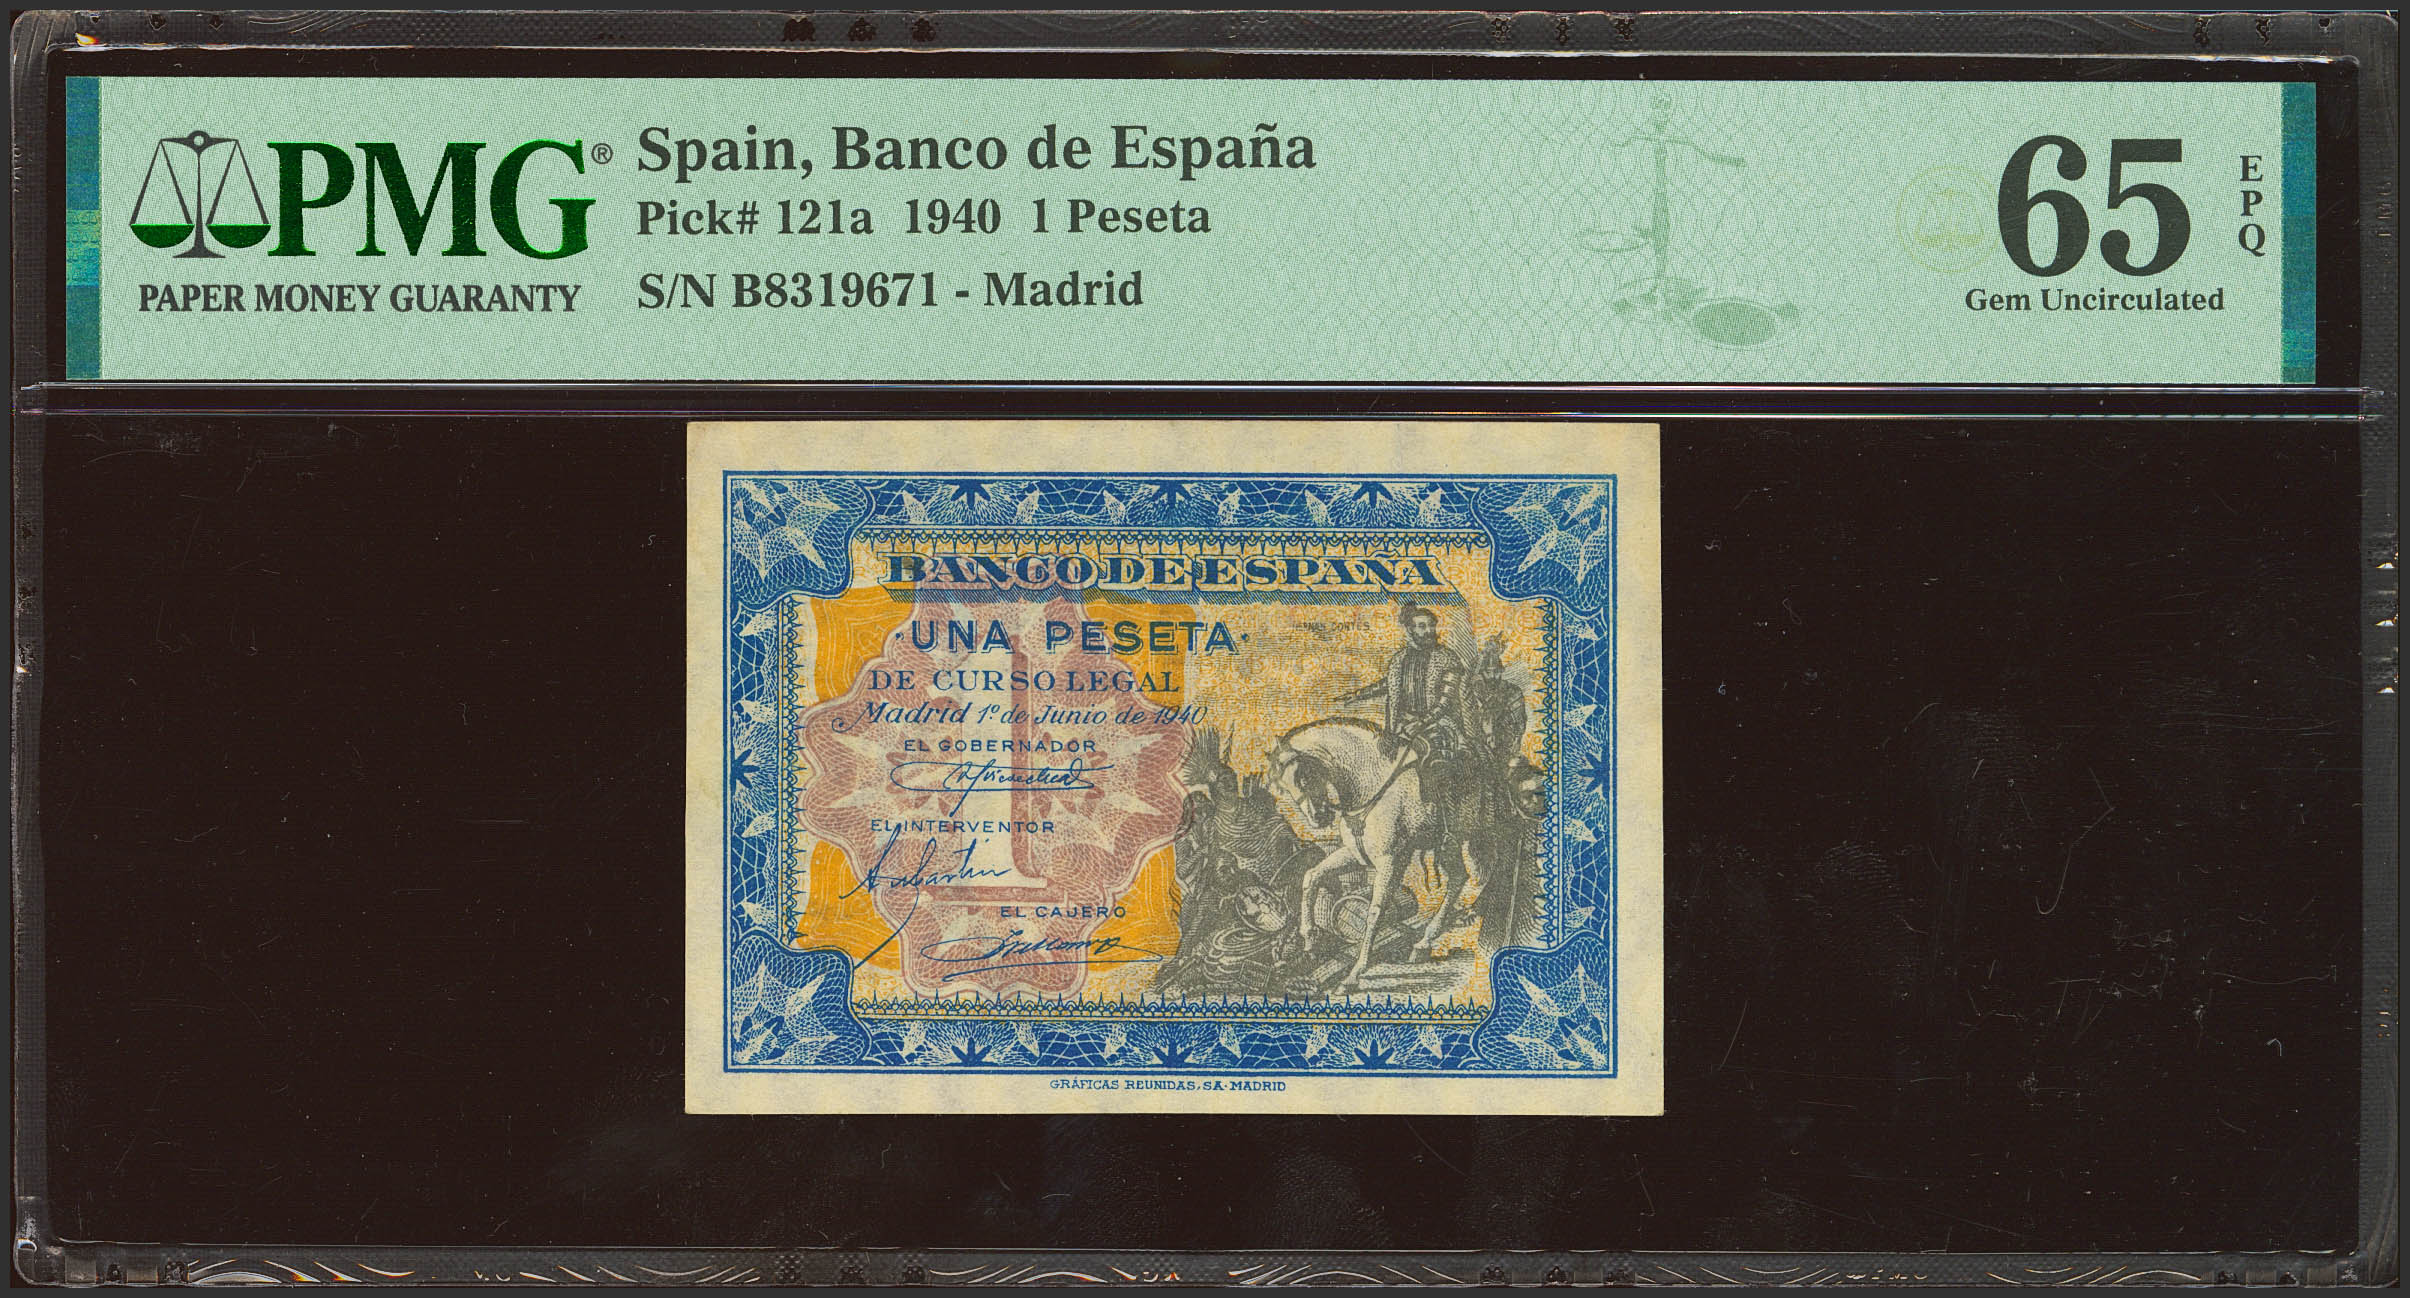 PMG®
PAPER MONEY GUARANTY
Spain, Banco de España
Pick# 121a 1940 1 Peseta
S/N B8319671 - Madrid
65
EPQ
Gem Uncirculated
BANCO DE ESPAÑA
·UNA PESETA·
HERNAN CORTES
DE CURSO LEGAL
Madrid 1º de Junio de 1940
EL GOBERNADOR
EL INTERVENTOR
1
EL CAJERO
GRÁFICAS REUNIDAS, S.A. MADRID